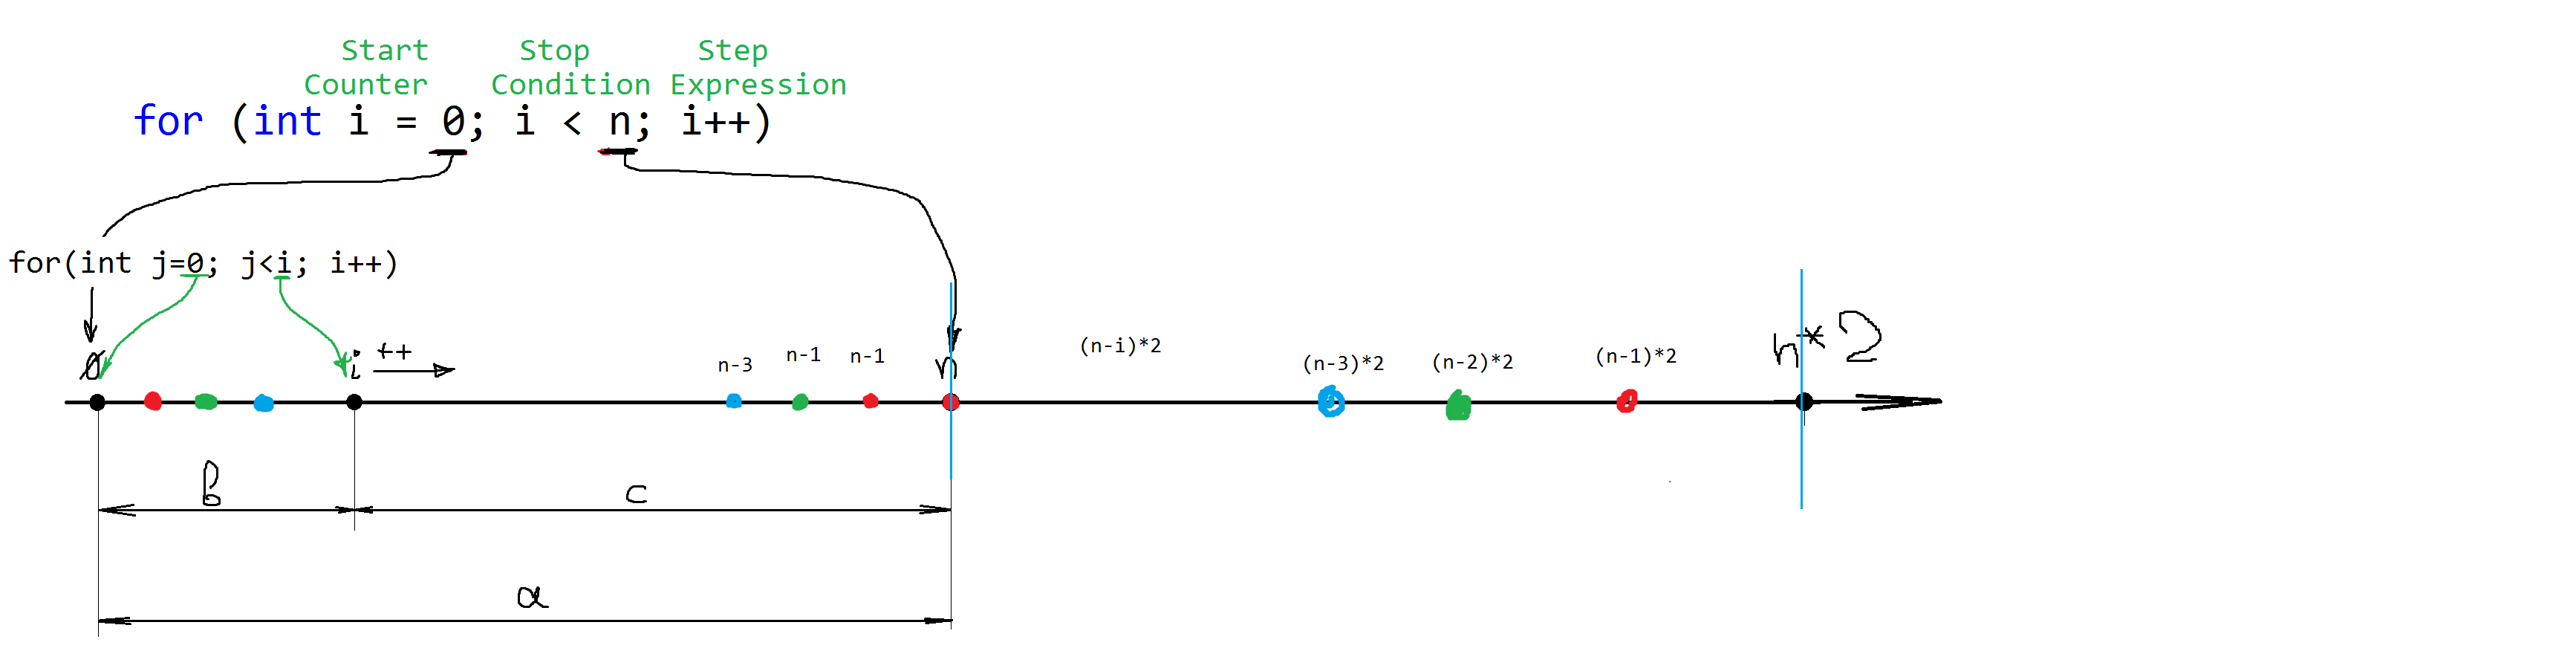 Start Stop Step
Counter Condition Expression
for (int i = 0; i < n; i++)
for(int j=0; j<i; i++)
0 i ++ n-3 n-1 n-1 n (n-i)*2 (n-3)*2 (n-2)*2 (n-1)*2 n*2
β c
α